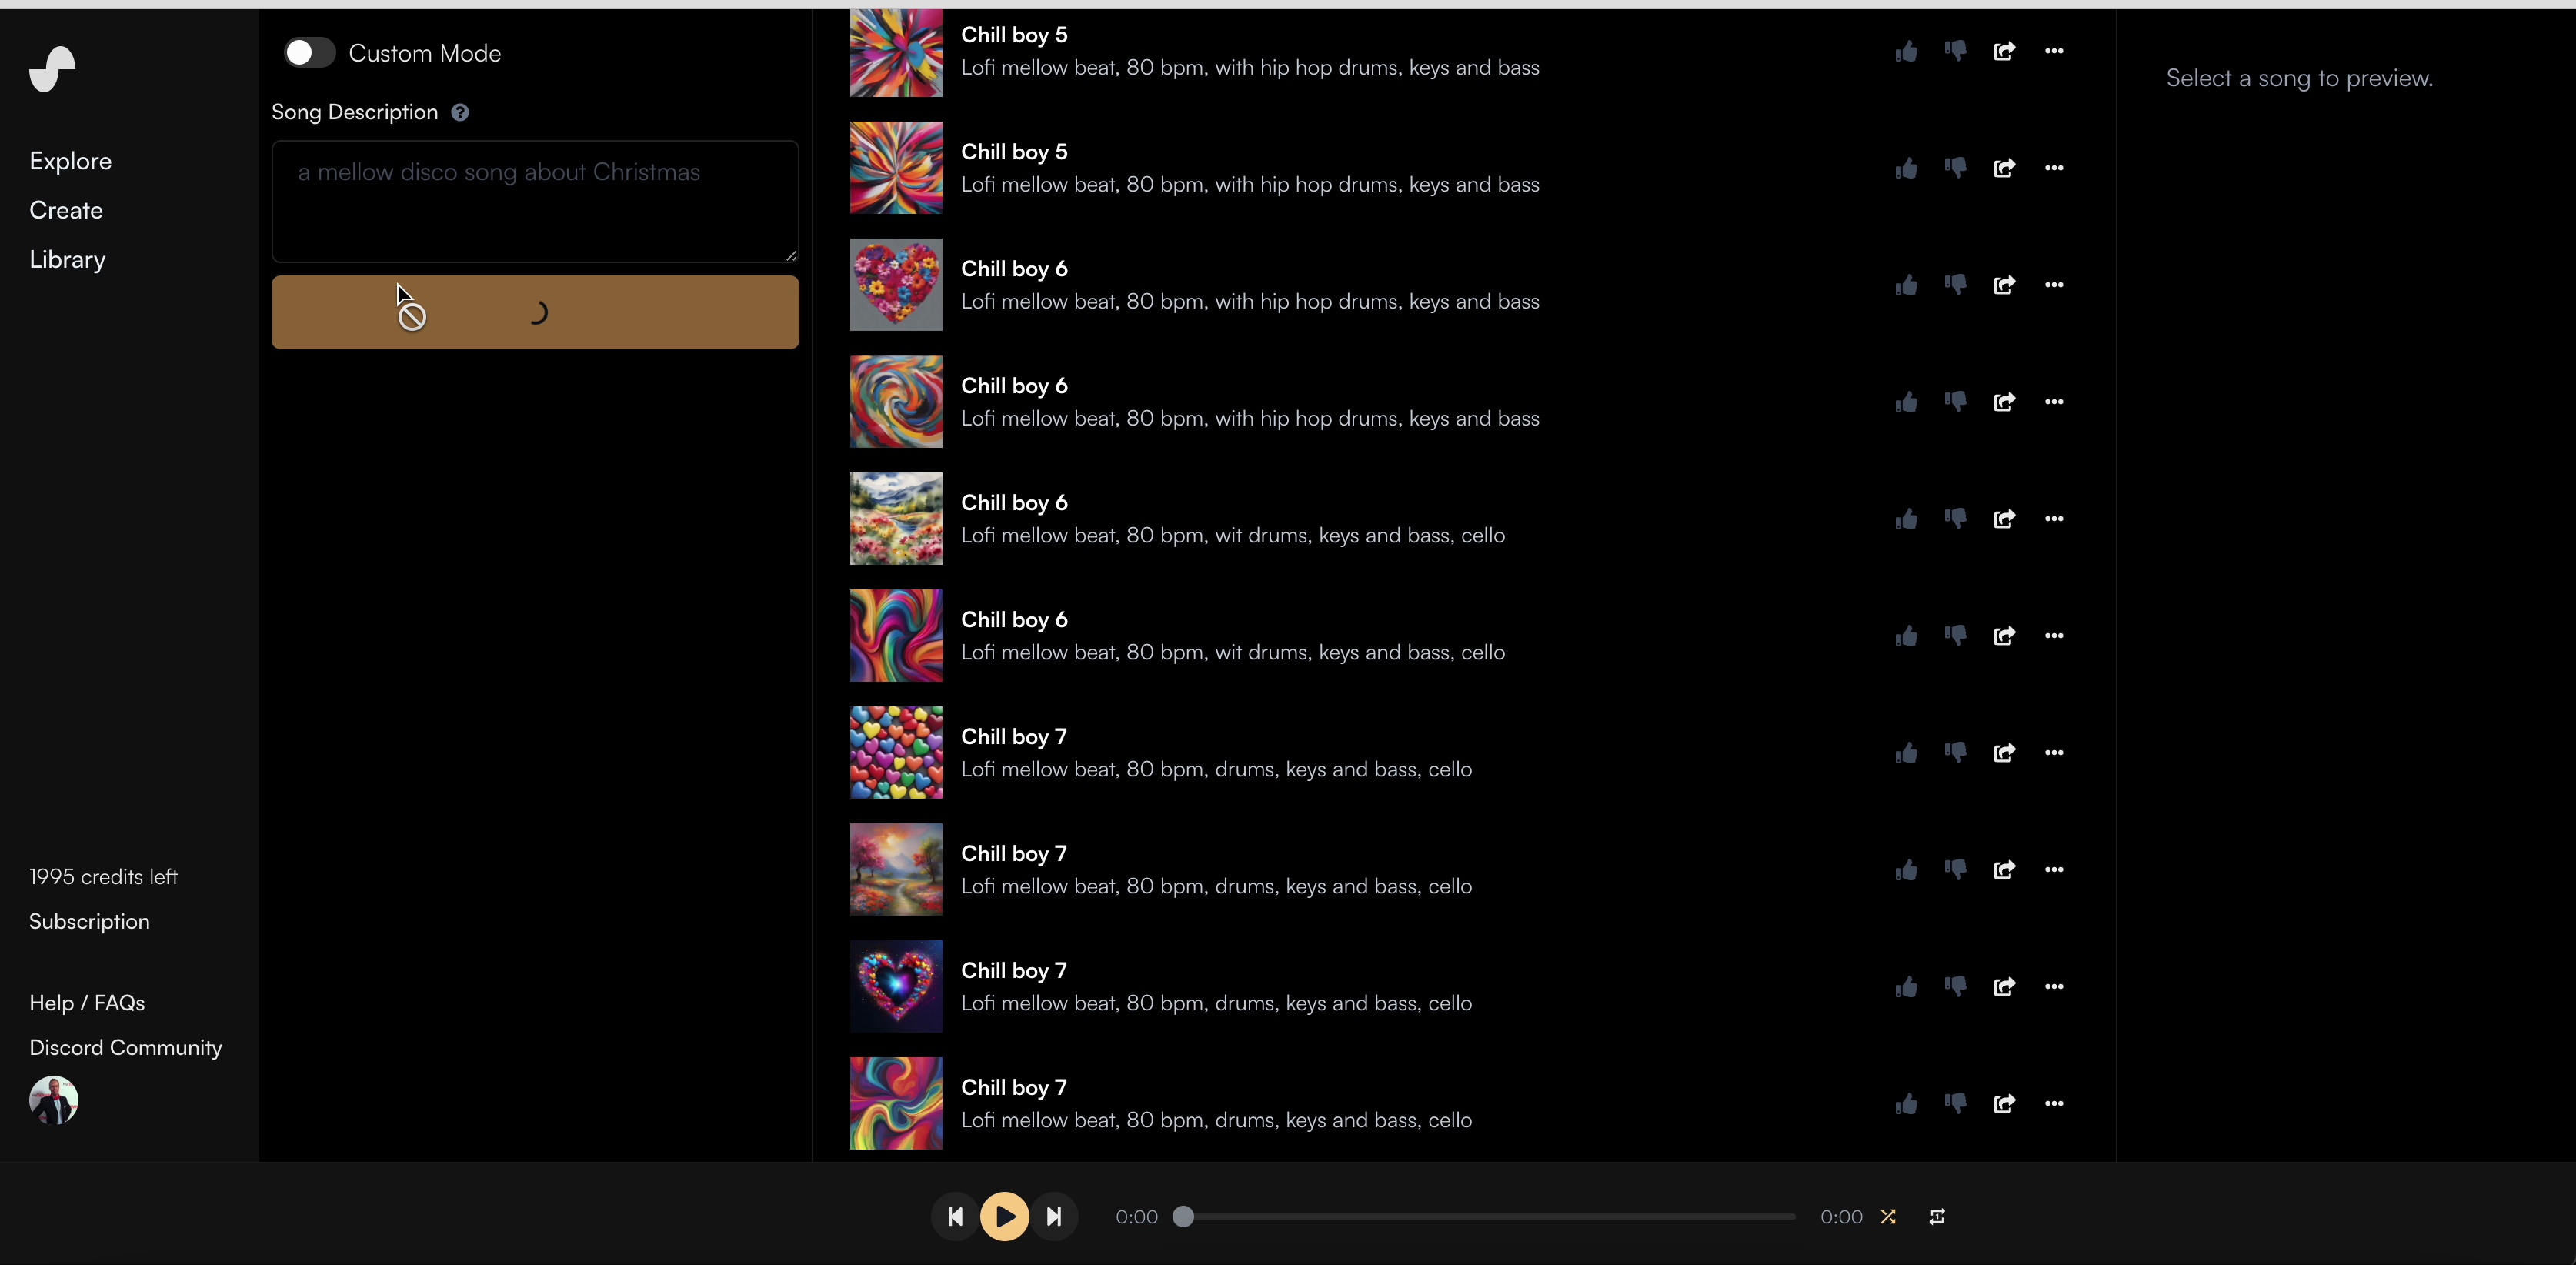 Explore
Create
Library
1995 credits left
Subscription
Help / FAQs
Discord Community
Custom Mode
Song Description
a mellow disco song about Christmas
Chill boy 5
Lofi mellow beat, 80 bpm, with hip hop drums, keys and bass
Chill boy 5
Lofi mellow beat, 80 bpm, with hip hop drums, keys and bass
Chill boy 6
Lofi mellow beat, 80 bpm, with hip hop drums, keys and bass
Chill boy 6
Lofi mellow beat, 80 bpm, with hip hop drums, keys and bass
Chill boy 6
Lofi mellow beat, 80 bpm, wit drums, keys and bass, cello
Chill boy 6
Lofi mellow beat, 80 bpm, wit drums, keys and bass, cello
Chill boy 7
Lofi mellow beat, 80 bpm, drums, keys and bass, cello
Chill boy 7
Lofi mellow beat, 80 bpm, drums, keys and bass, cello
Chill boy 7
Lofi mellow beat, 80 bpm, drums, keys and bass, cello
Chill boy 7
Lofi mellow beat, 80 bpm, drums, keys and bass, cello
Select a song to preview.
0:00
0:00